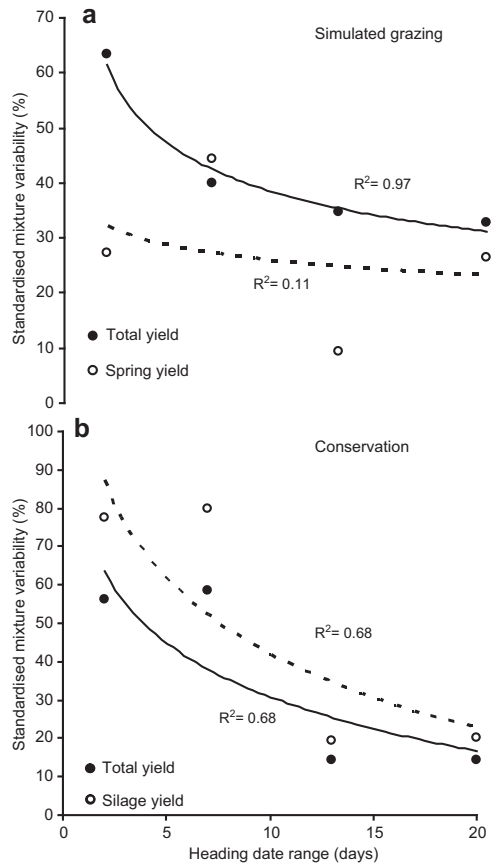 a
Simulated grazing
Standardised mixture variability (%)
70
60
50
40
30
20
10
0
R²= 0.97
R²= 0.11
Total yield
Spring yield
b
Conservation
Standardised mixture variability (%)
100
90
80
70
60
50
40
30
20
10
0
R²= 0.68
R²= 0.68
Total yield
Silage yield
0 5 10 15 20
Heading date range (days)